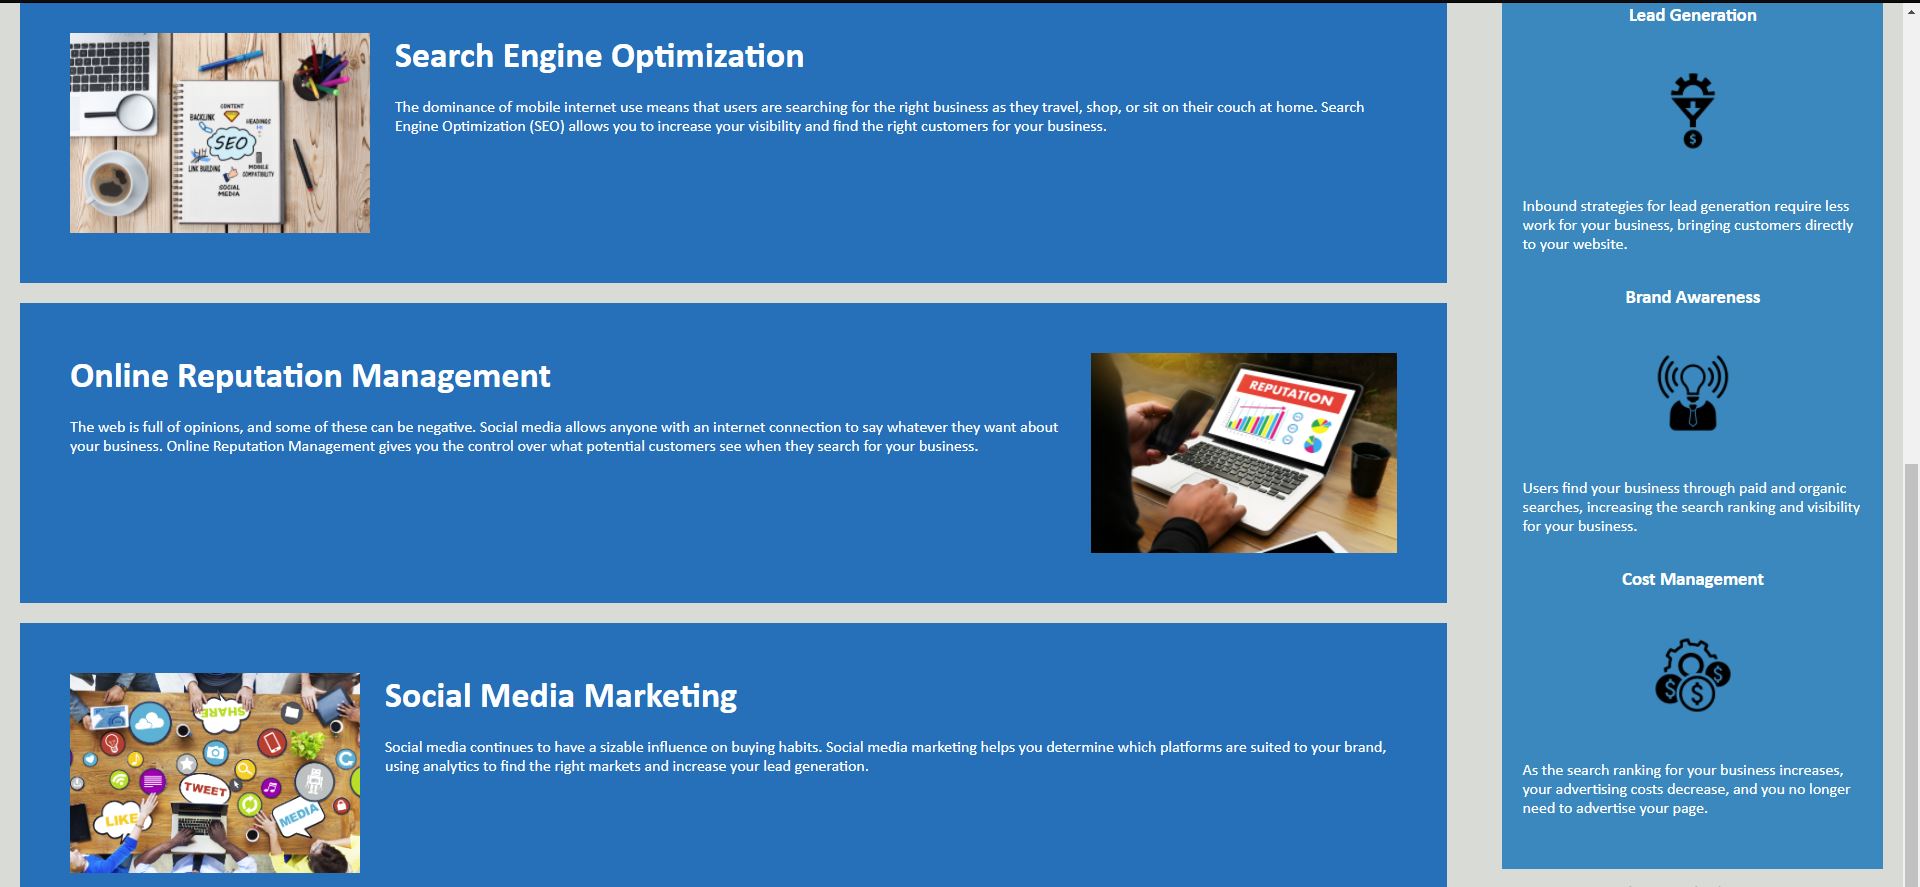 Search Engine Optimization
The dominance of mobile internet use means that users are searching for the right business as they travel, shop, or sit on their couch at home. Search
Engine Optimization (SEO) allows you to increase your visibility and find the right customers for your business.
CONTENT
BACKLINK
HEADINGS
SEO
LINK BUILDING
MOBILE
COMPATIBILITY
SOCIAL
MEDIA
Online Reputation Management
The web is full of opinions, and some of these can be negative. Social media allows anyone with an internet connection to say whatever they want about
your business. Online Reputation Management gives you the control over what potential customers see when they search for your business.
REPUTATION
Social Media Marketing
Social media continues to have a sizable influence on buying habits. Social media marketing helps you determine which platforms are suited to your brand,
using analytics to find the right markets and increase your lead generation.
SHARE
TWEET
LIKE
MEDIA
Lead Generation
$
Inbound strategies for lead generation require less
work for your business, bringing customers directly
to your website.
Brand Awareness
Users find your business through paid and organic
searches, increasing the search ranking and visibility
for your business.
Cost Management
$ $ $
As the search ranking for your business increases,
your advertising costs decrease, and you no longer
need to advertise your page.